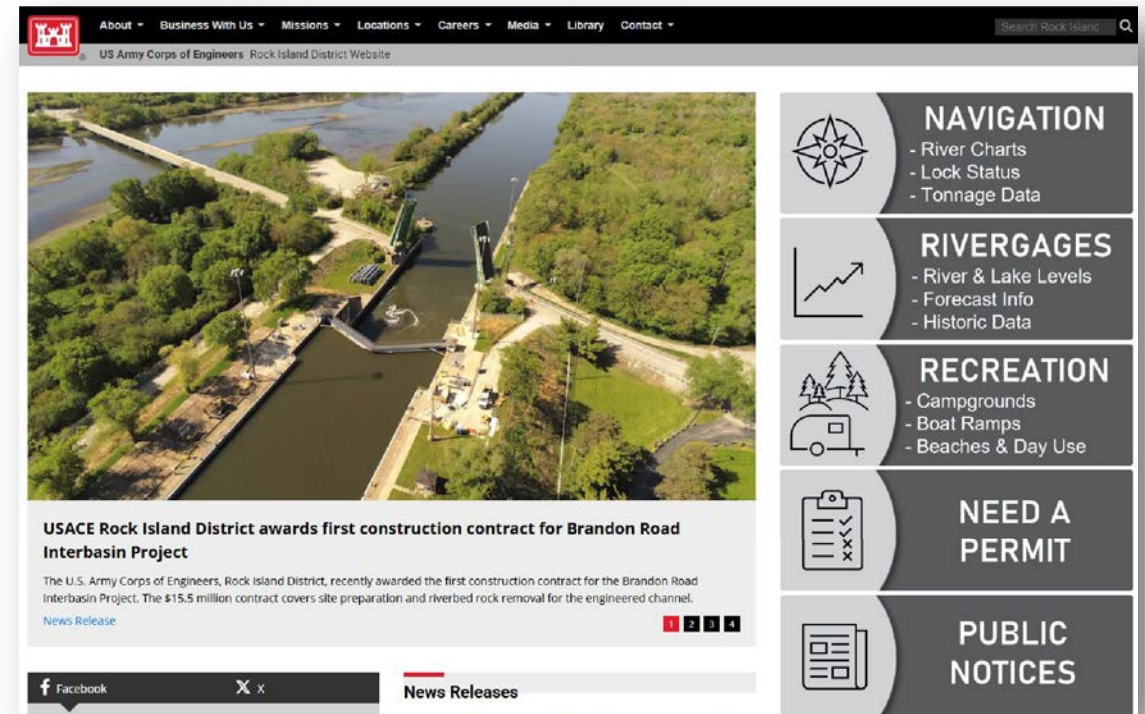 About Business With Us Missions Locations Careers Media Library Contact
Search Rock Island
US Army Corps of Engineers Rock Island District Website
USACE Rock Island District awards first construction contract for Brandon Road
Interbasin Project
The U.S. Army Corps of Engineers, Rock Island District, recently awarded the first construction contract for the Brandon Road
Interbasin Project. The $15.5 million contract covers site preparation and riverbed rock removal for the engineered channel.
News Release
1 2 3 4
Facebook
X
News Releases
NAVIGATION
- River Charts
- Lock Status
- Tonnage Data
RIVERGAGES
- River & Lake Levels
- Forecast Info
- Historic Data
RECREATION
- Campgrounds
- Boat Ramps
- Beaches & Day Use
NEED A
PERMIT
PUBLIC
NOTICES